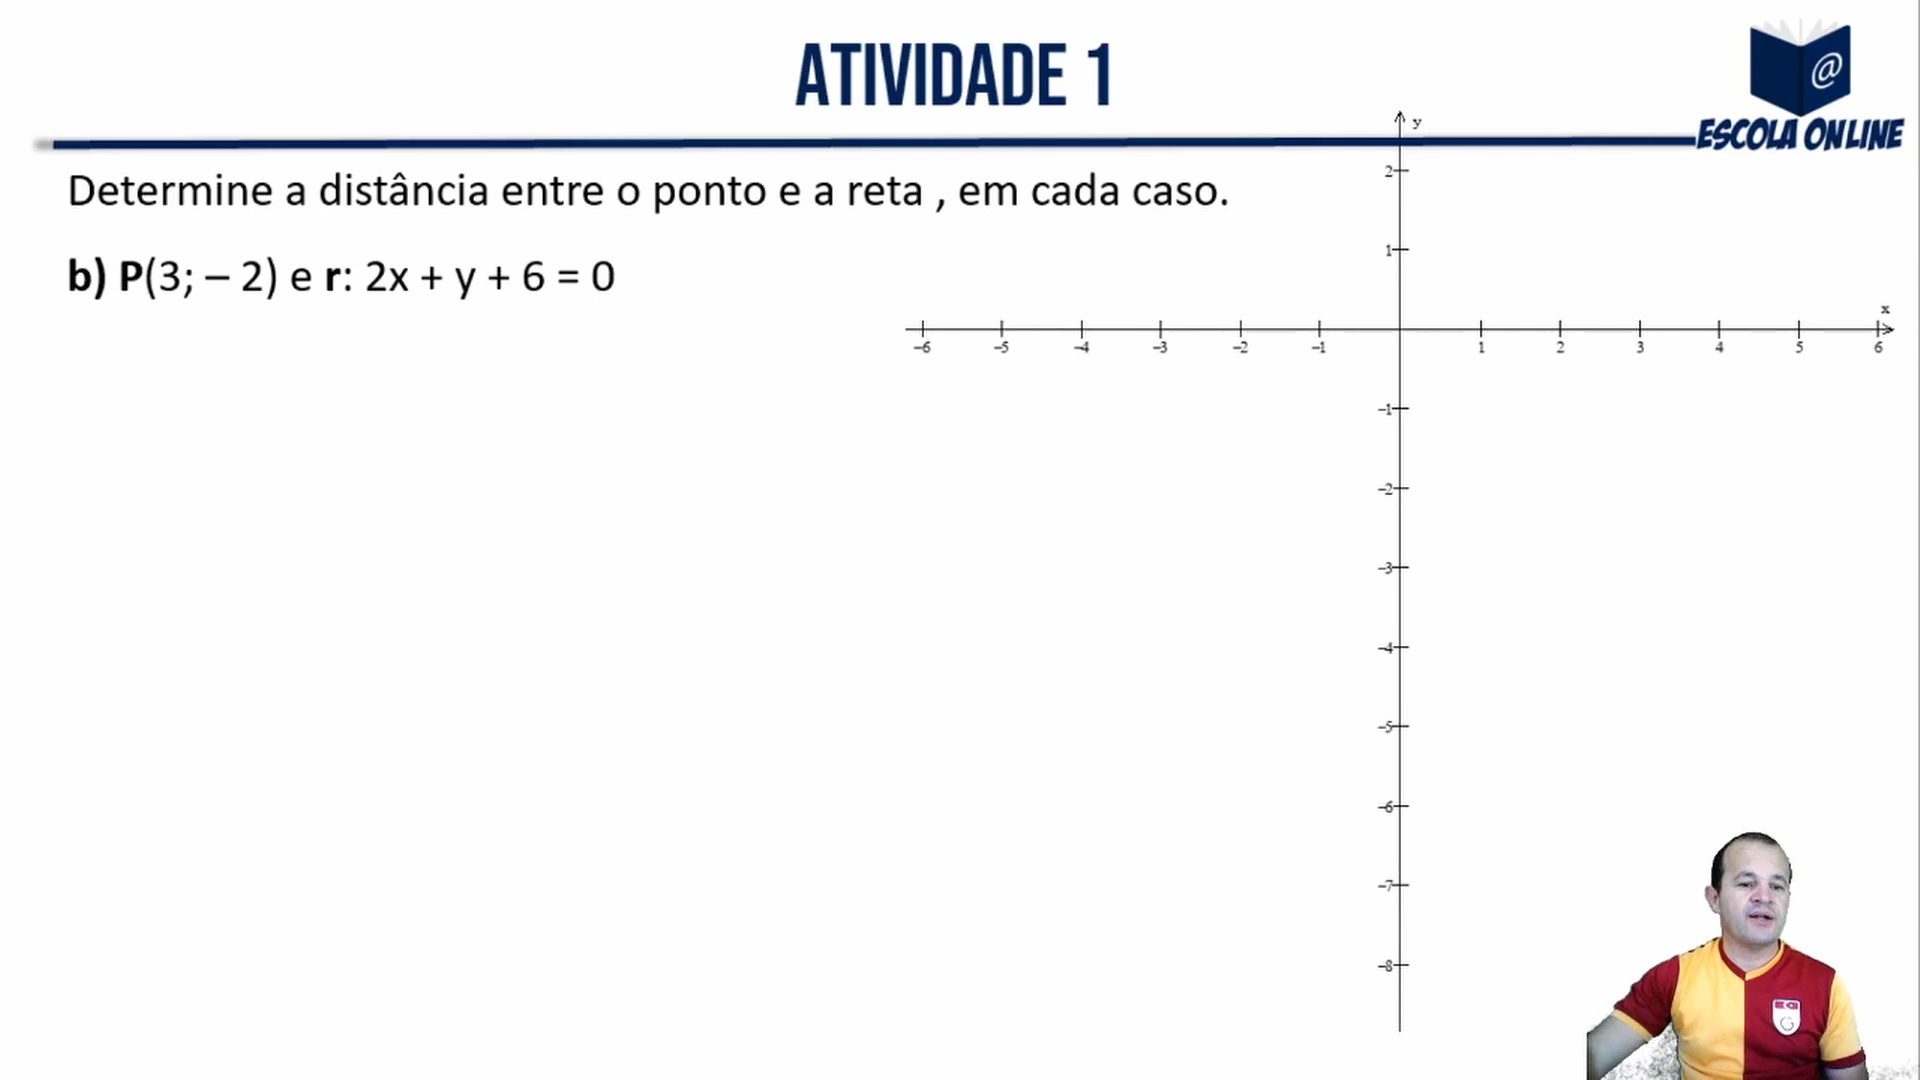 ATIVIDADE 1
@
ESCOLA ONLINE
Determine a distância entre o ponto e a reta , em cada caso.
b) P(3; – 2) e r: 2x + y + 6 = 0
y
2
1
x
–6 –5 –4 –3 –2 –1 1 2 3 4 5 6
–1
–2
–3
–4
–5
–6
–7
–8
G